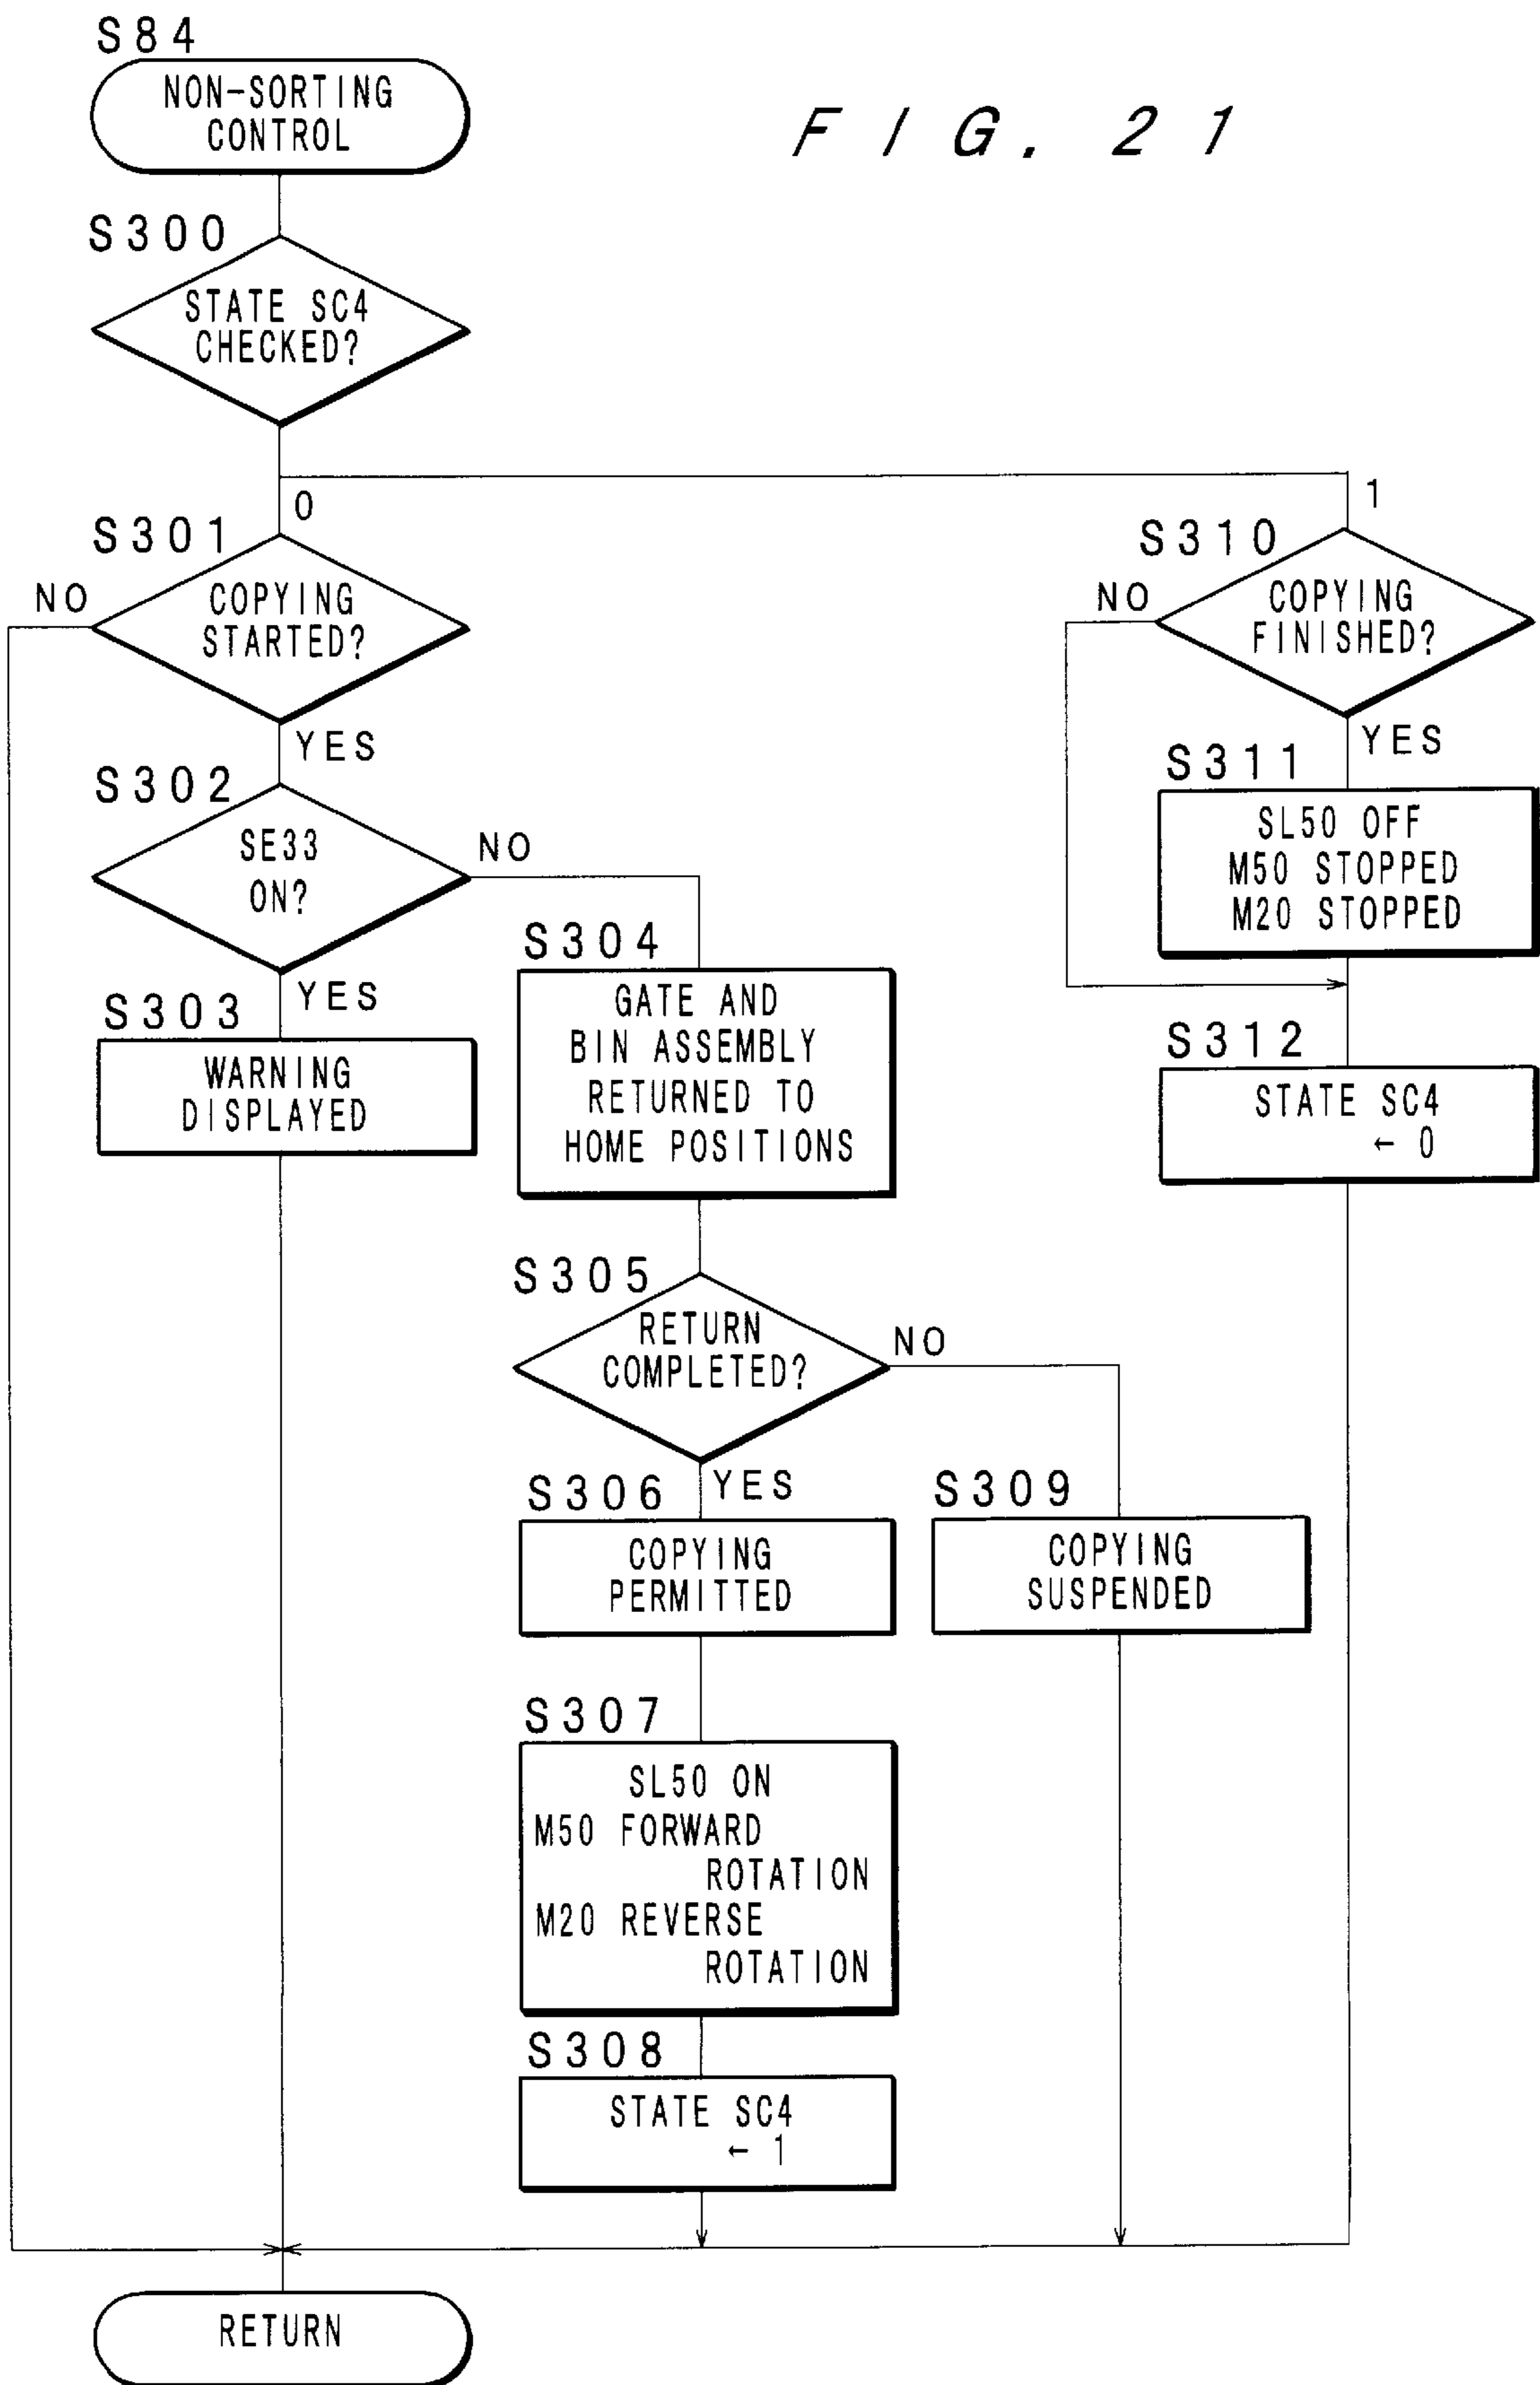 S84
NON-SORTING
CONTROL
FIG. 21
S300
STATE SC4
CHECKED?
0
1
S301
NO
COPYING
STARTED?
YES
S302
SE33
ON?
NO
YES
S303
WARNING
DISPLAYED
S304
GATE AND
BIN ASSEMBLY
RETURNED TO
HOME POSITIONS
S305
RETURN
COMPLETED?
NO
YES
S306
COPYING
PERMITTED
S307
SL50 ON
M50 FORWARD
ROTATION
M20 REVERSE
ROTATION
S308
STATE SC4
← 1
S309
COPYING
SUSPENDED
S310
NO
COPYING
FINISHED?
YES
S311
SL50 OFF
M50 STOPPED
M20 STOPPED
S312
STATE SC4
← 0
RETURN